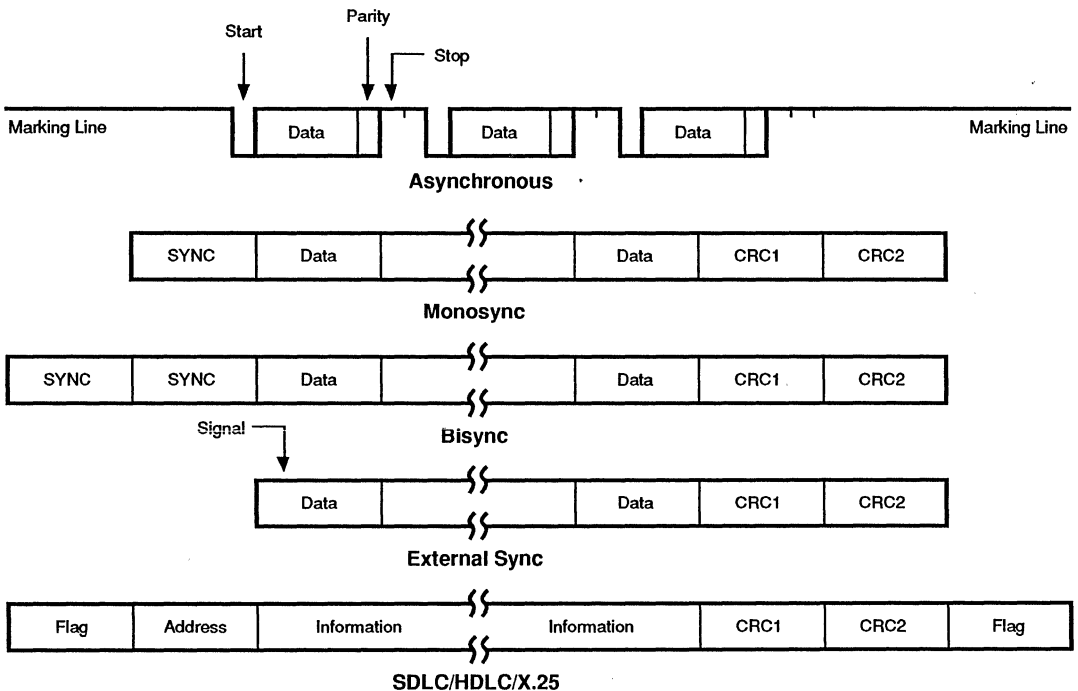 Parity
Start
Stop
Marking Line Data Data Data Marking Line
Asynchronous
SYNC Data Data CRC1 CRC2
Monosync
SYNC SYNC Data Data CRC1 CRC2
Signal
Bisync
Data Data CRC1 CRC2
External Sync
Flag Address Information Information CRC1 CRC2 Flag
SDLC/HDLC/X.25